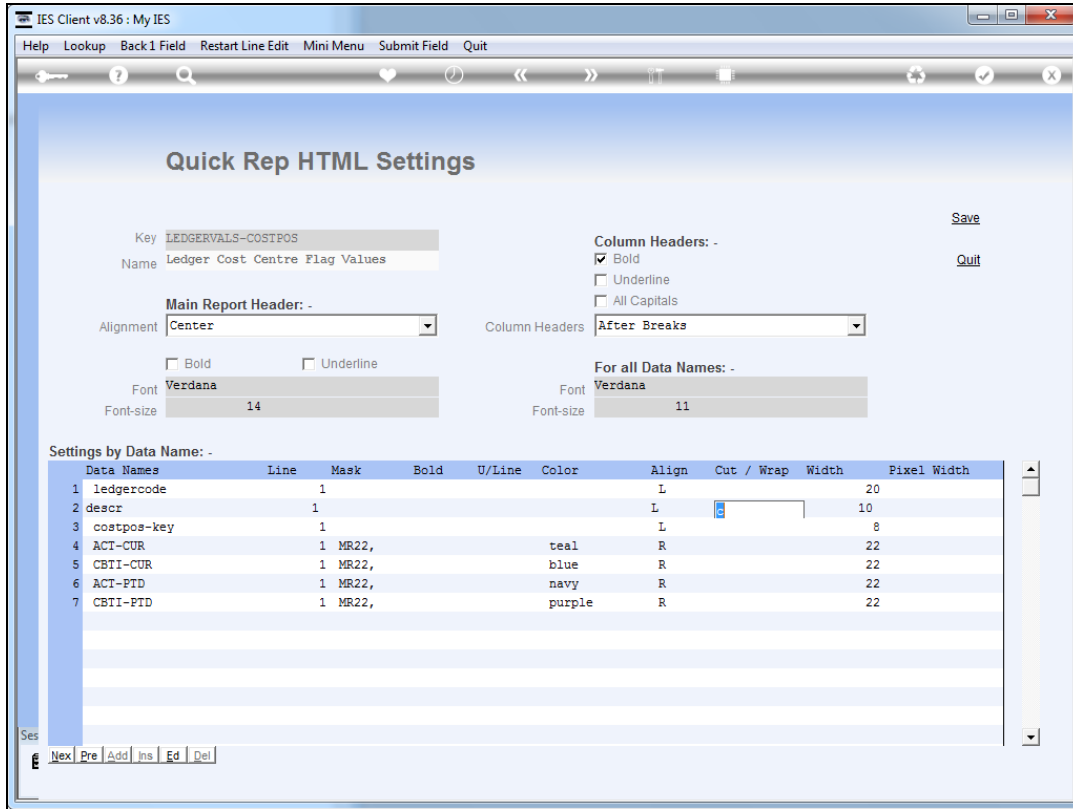 IES Client v8.36 : My IES
Help Lookup Back 1 Field Restart Line Edit Mini Menu Submit Field Quit
Quick Rep HTML Settings
Save
Key LEDGERVALS-COSTPOS
Column Headers: -
Name Ledger Cost Centre Flag Values
Bold
Quit
Underline
Main Report Header: -
All Capitals
Alignment Center
Column Headers After Breaks
Bold Underline
For all Data Names: -
Font Verdana
Font Verdana
Font-size 14
Font-size 11
Settings by Data Name: -
Data Names Line Mask Bold U/Line Color Align Cut / Wrap Width Pixel Width
1 ledgercode 1 L 20
2 descr 1 L c 10
3 costpos-key 1 L 8
4 ACT-CUR 1 MR22, teal R 22
5 CBTI-CUR 1 MR22, blue R 22
6 ACT-PTD 1 MR22, navy R 22
7 CBTI-PTD 1 MR22, purple R 22
Ses
Nex Pre Add Ins Ed Del